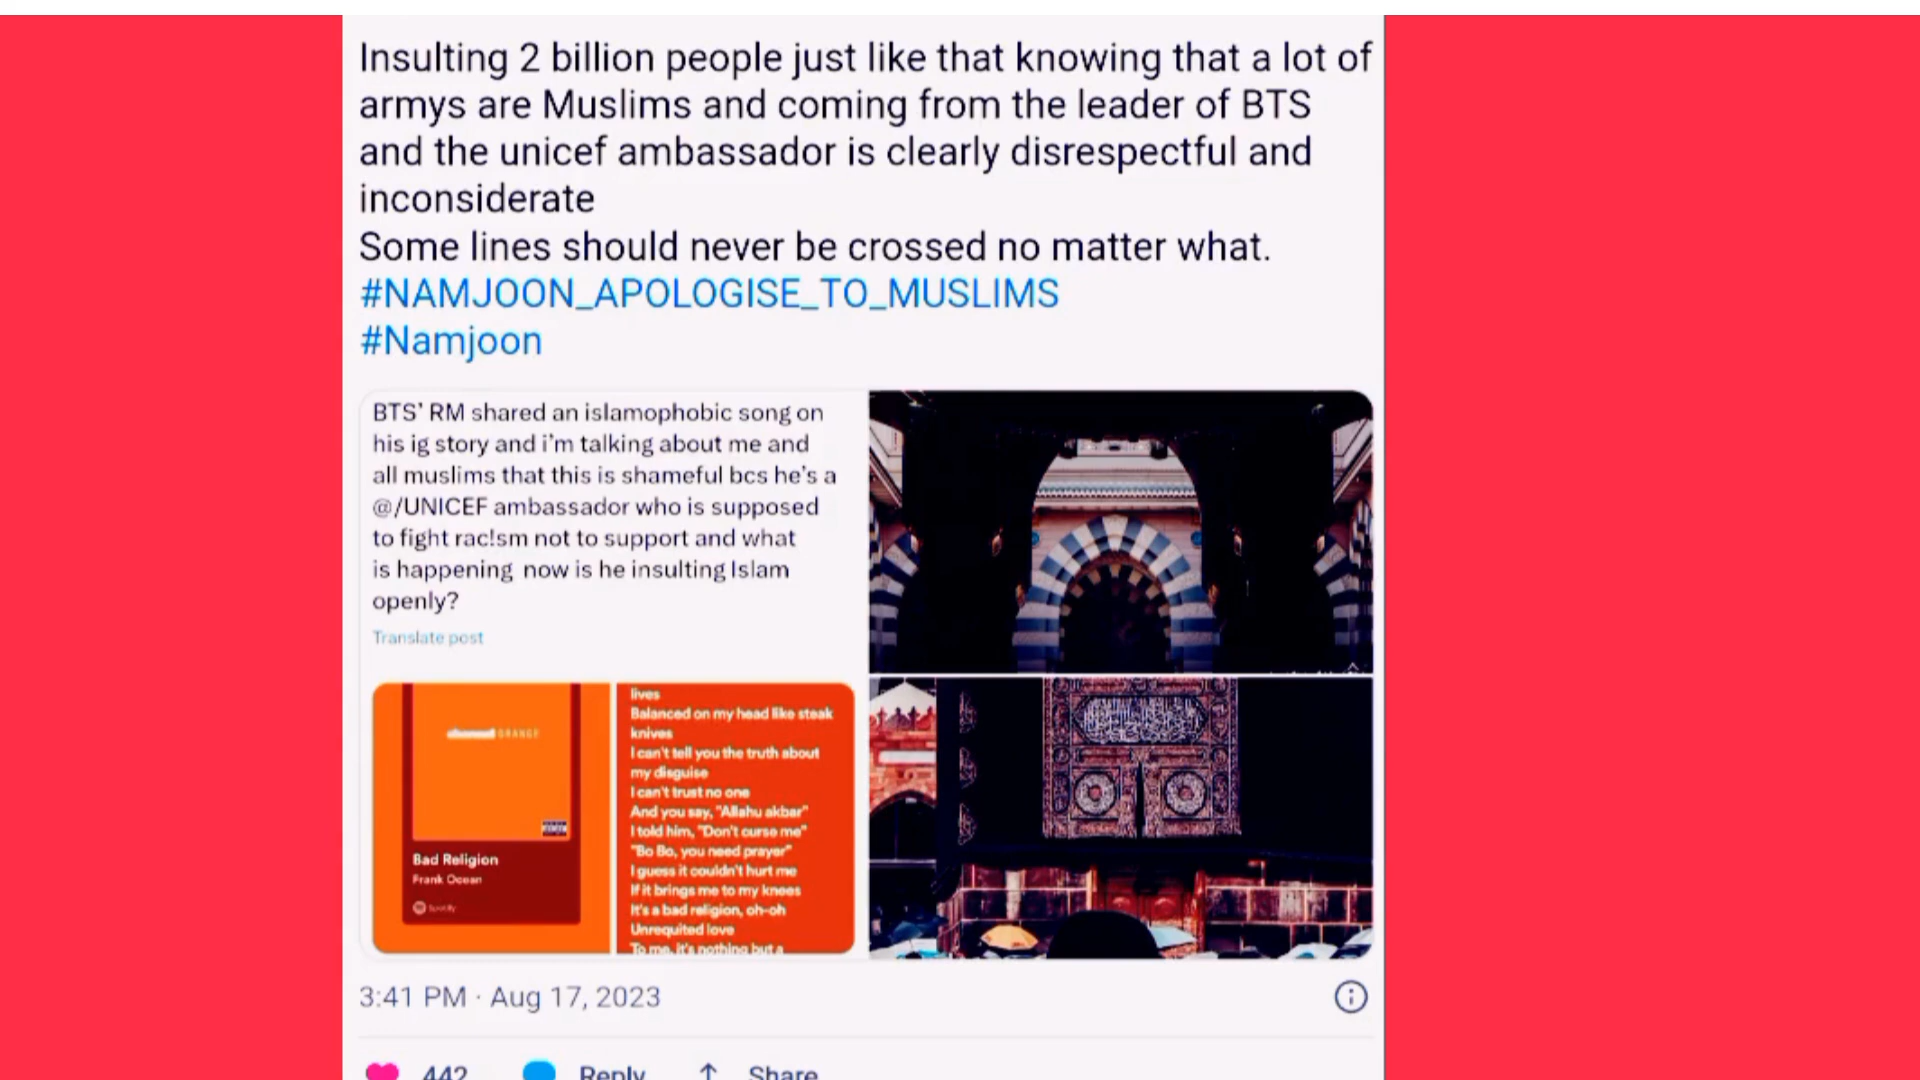 Insulting 2 billion people just like that knowing that a lot of
armys are Muslims and coming from the leader of BTS
and the unicef ambassador is clearly disrespectful and
inconsiderate
Some lines should never be crossed no matter what.
#NAMJOON_APOLOGISE_TO_MUSLIMS
#Namjoon
BTS' RM shared an islamophobic song on
his ig story and i'm talking about me and
all muslims that this is shameful bcs he's a
@/UNICEF ambassador who is supposed
to fight rac!sm not to support and what
is happening now is he insulting Islam
openly?
Translate post
ORANGE
Bad Religion
Frank Ocean
Spotify
lives
Balanced on my head like steak
knives
I can't tell you the truth about
my disguise
I can't trust no one
And you say, "Allahu akbar"
I told him, "Don't curse me"
"Bo Bo, you need prayer"
I guess it couldn't hurt me
If it brings me to my knees
It's a bad religion, oh-oh
Unrequited love
To me, it's nothing but a
3:41 PM · Aug 17, 2023
442
Reply
Share